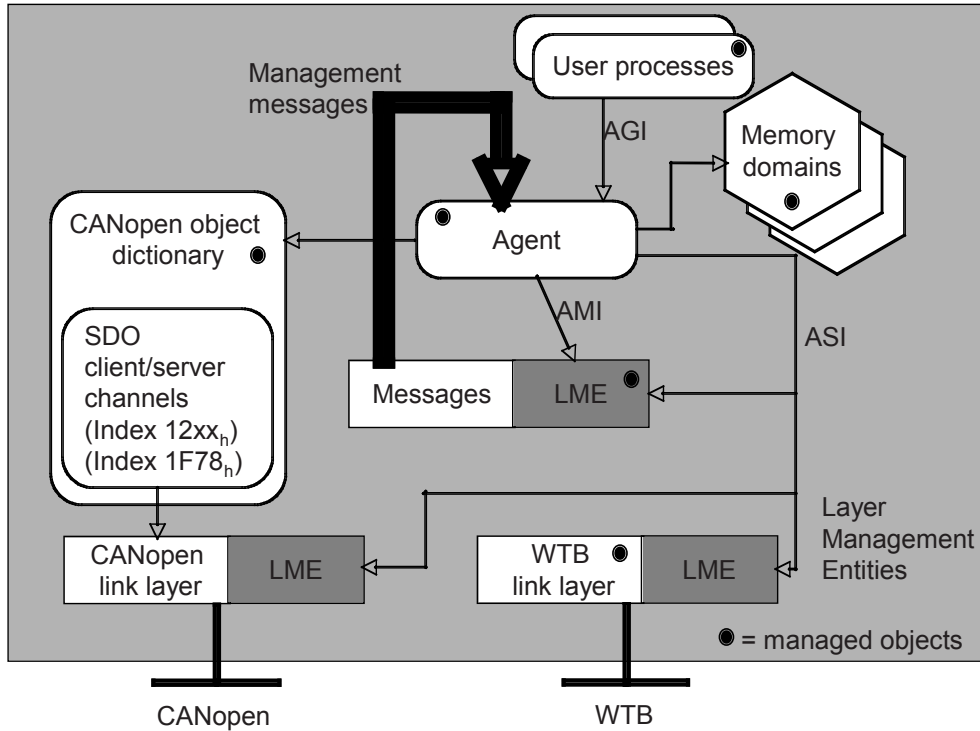 Management
messages
User processes
AGI
Memory
domains
CANopen object
dictionary
Agent
AMI
ASI
SDO
client/server
channels
(Index 12xxₕ)
(Index 1F78ₕ)
Messages
LME
CANopen
link layer
LME
WTB
link layer
LME
Layer
Management
Entities
= managed objects
CANopen
WTB